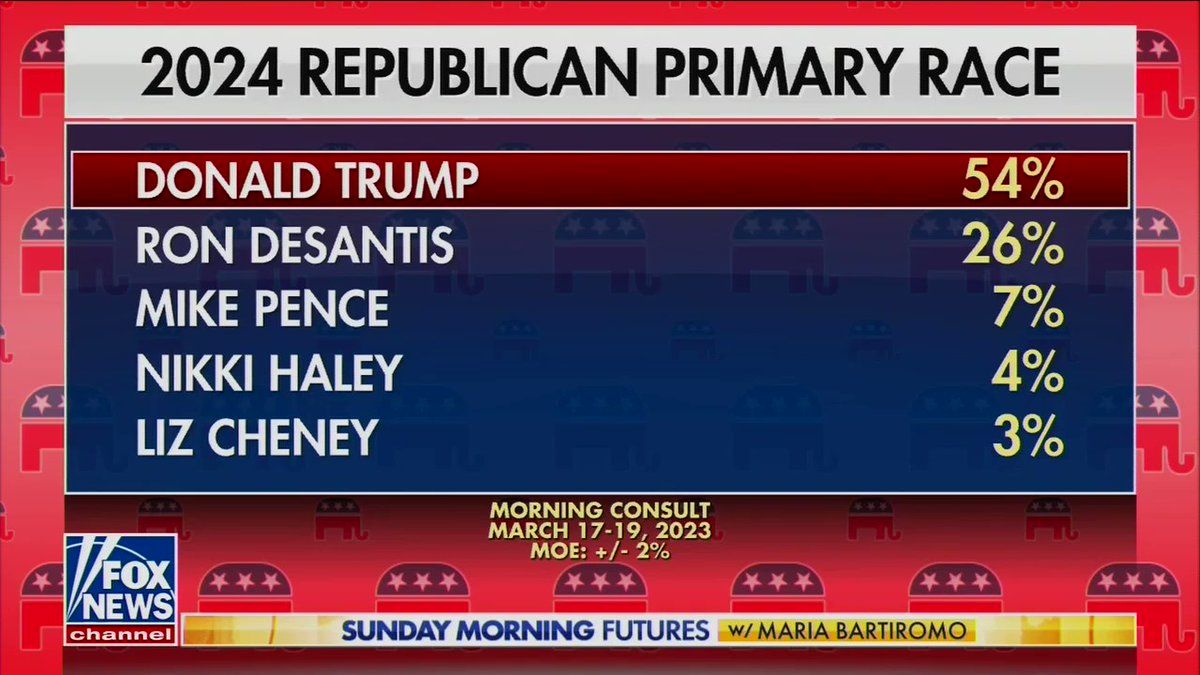 2024 REPUBLICAN PRIMARY RACE
DONALD TRUMP 54%
RON DESANTIS 26%
MIKE PENCE 7%
NIKKI HALEY 4%
LIZ CHENEY 3%
MORNING CONSULT
MARCH 17-19, 2023
MOE: +/- 2%
FOX
NEWS
channel
SUNDAY MORNING FUTURES W/ MARIA BARTIROMO